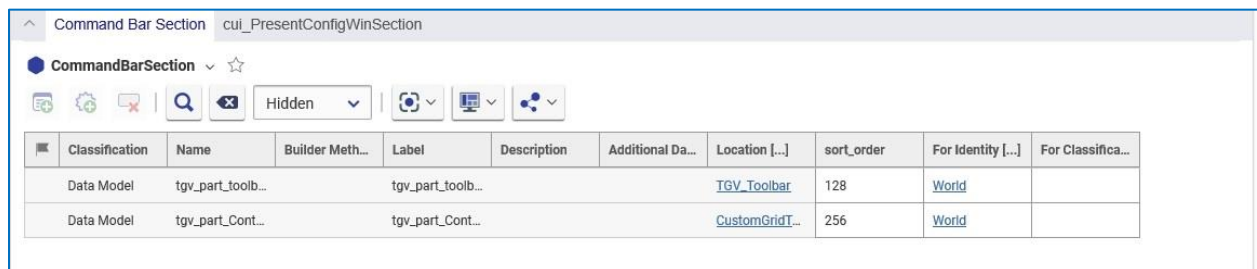 Command Bar Section cui_PresentConfigWinSection
CommandBarSection
Hidden
Classification Name Builder Meth... Label Description Additional Da... Location [...] sort_order For Identity [...] For Classifica...
Data Model tgv_part_toolb... tgv_part_toolb... TGV_Toolbar 128 World
Data Model tgv_part_Cont... tgv_part_Cont... CustomGridT... 256 World